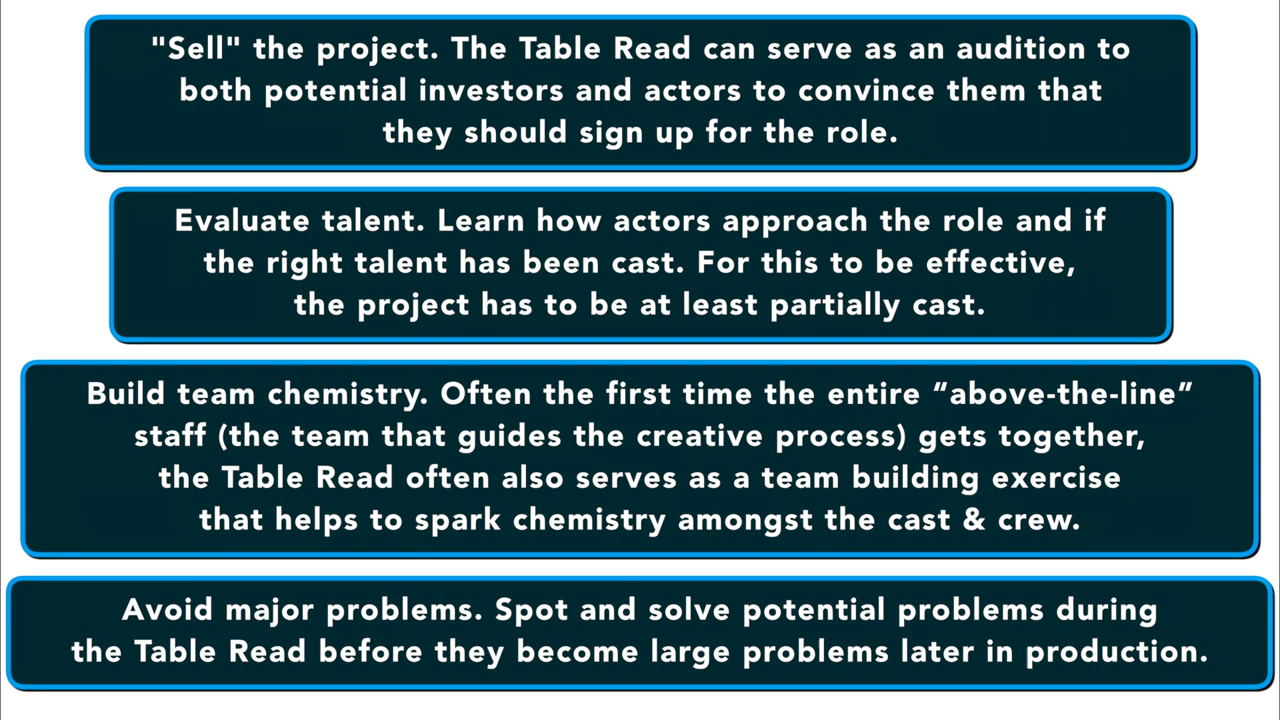 "Sell" the project. The Table Read can serve as an audition to
both potential investors and actors to convince them that
they should sign up for the role.
Evaluate talent. Learn how actors approach the role and if
the right talent has been cast. For this to be effective,
the project has to be at least partially cast.
Build team chemistry. Often the first time the entire “above-the-line”
staff (the team that guides the creative process) gets together,
the Table Read often also serves as a team building exercise
that helps to spark chemistry amongst the cast & crew.
Avoid major problems. Spot and solve potential problems during
the Table Read before they become large problems later in production.